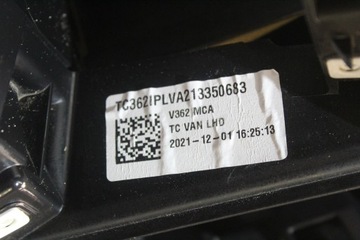 TC362IPLVA213350683
V362 MCA
TC VAN LHD
2021-12-01 16:25:13